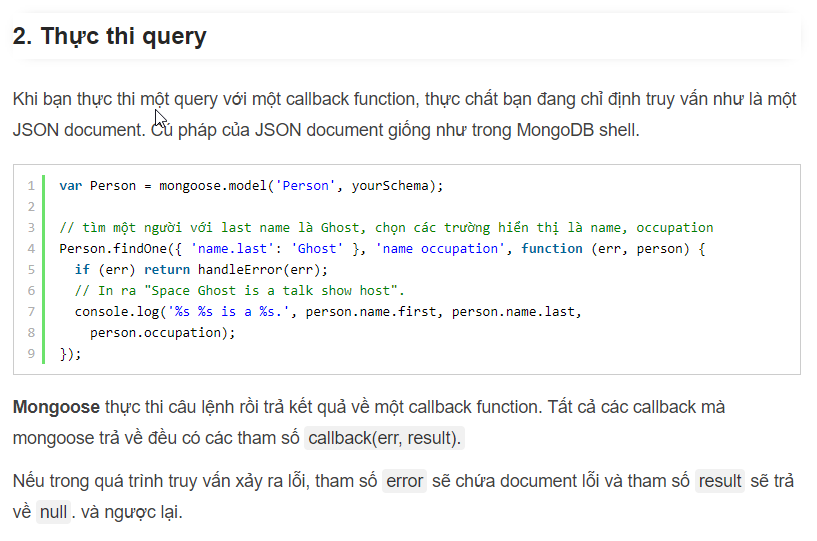 2. Thực thi query
Khi bạn thực thi một query với một callback function, thực chất bạn đang chỉ định truy vấn như là một
JSON document. Cú pháp của JSON document giống như trong MongoDB shell.
1 var Person = mongoose.model('Person', yourSchema);
2
3 // tìm một người với last name là Ghost, chọn các trường hiển thị là name, occupation
4 Person.findOne({ 'name.last': 'Ghost' }, 'name occupation', function (err, person) {
5   if (err) return handleError(err);
6   // In ra "Space Ghost is a talk show host".
7   console.log('%s %s is a %s.', person.name.first, person.name.last,
8     person.occupation);
9 });
Mongoose thực thi câu lệnh rồi trả kết quả về một callback function. Tất cả các callback mà
mongoose trả về đều có các tham số callback(err, result).
Nếu trong quá trình truy vấn xảy ra lỗi, tham số error sẽ chứa document lỗi và tham số result sẽ trả
về null . và ngược lại.